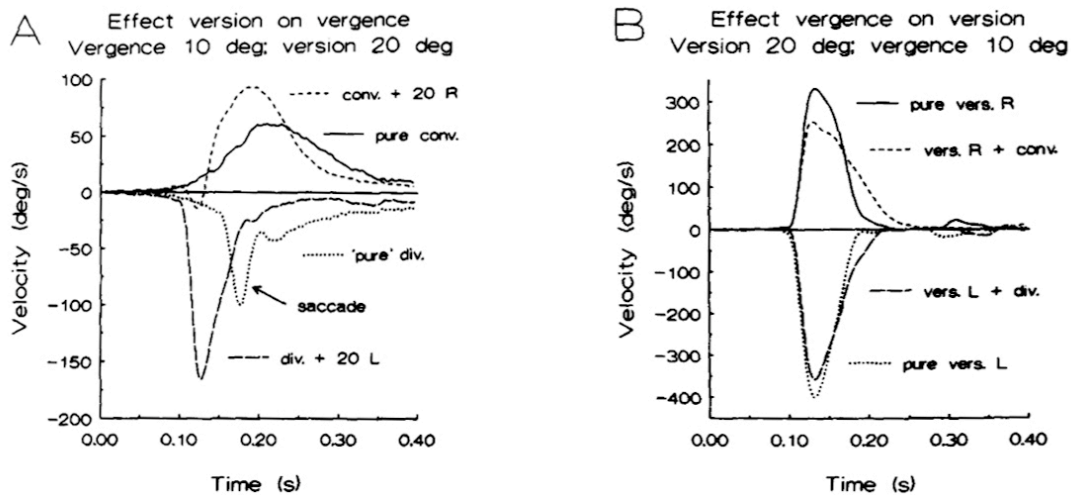 A
Effect version on vergence
Vergence 10 deg; version 20 deg
100
50
0
-50
-100
-150
-200
Velocity (deg/s)
conv. + 20 R
pure conv.
'pure' div.
saccade
div. + 20 L
0.00 0.10 0.20 0.30 0.40
Time (s)
B
Effect vergence on version
Version 20 deg; vergence 10 deg
300
200
100
0
-100
-200
-300
-400
Velocity (deg/s)
pure vers. R
vers. R + conv.
vers. L + div.
pure vers. L
0.00 0.10 0.20 0.30 0.40
Time (s)